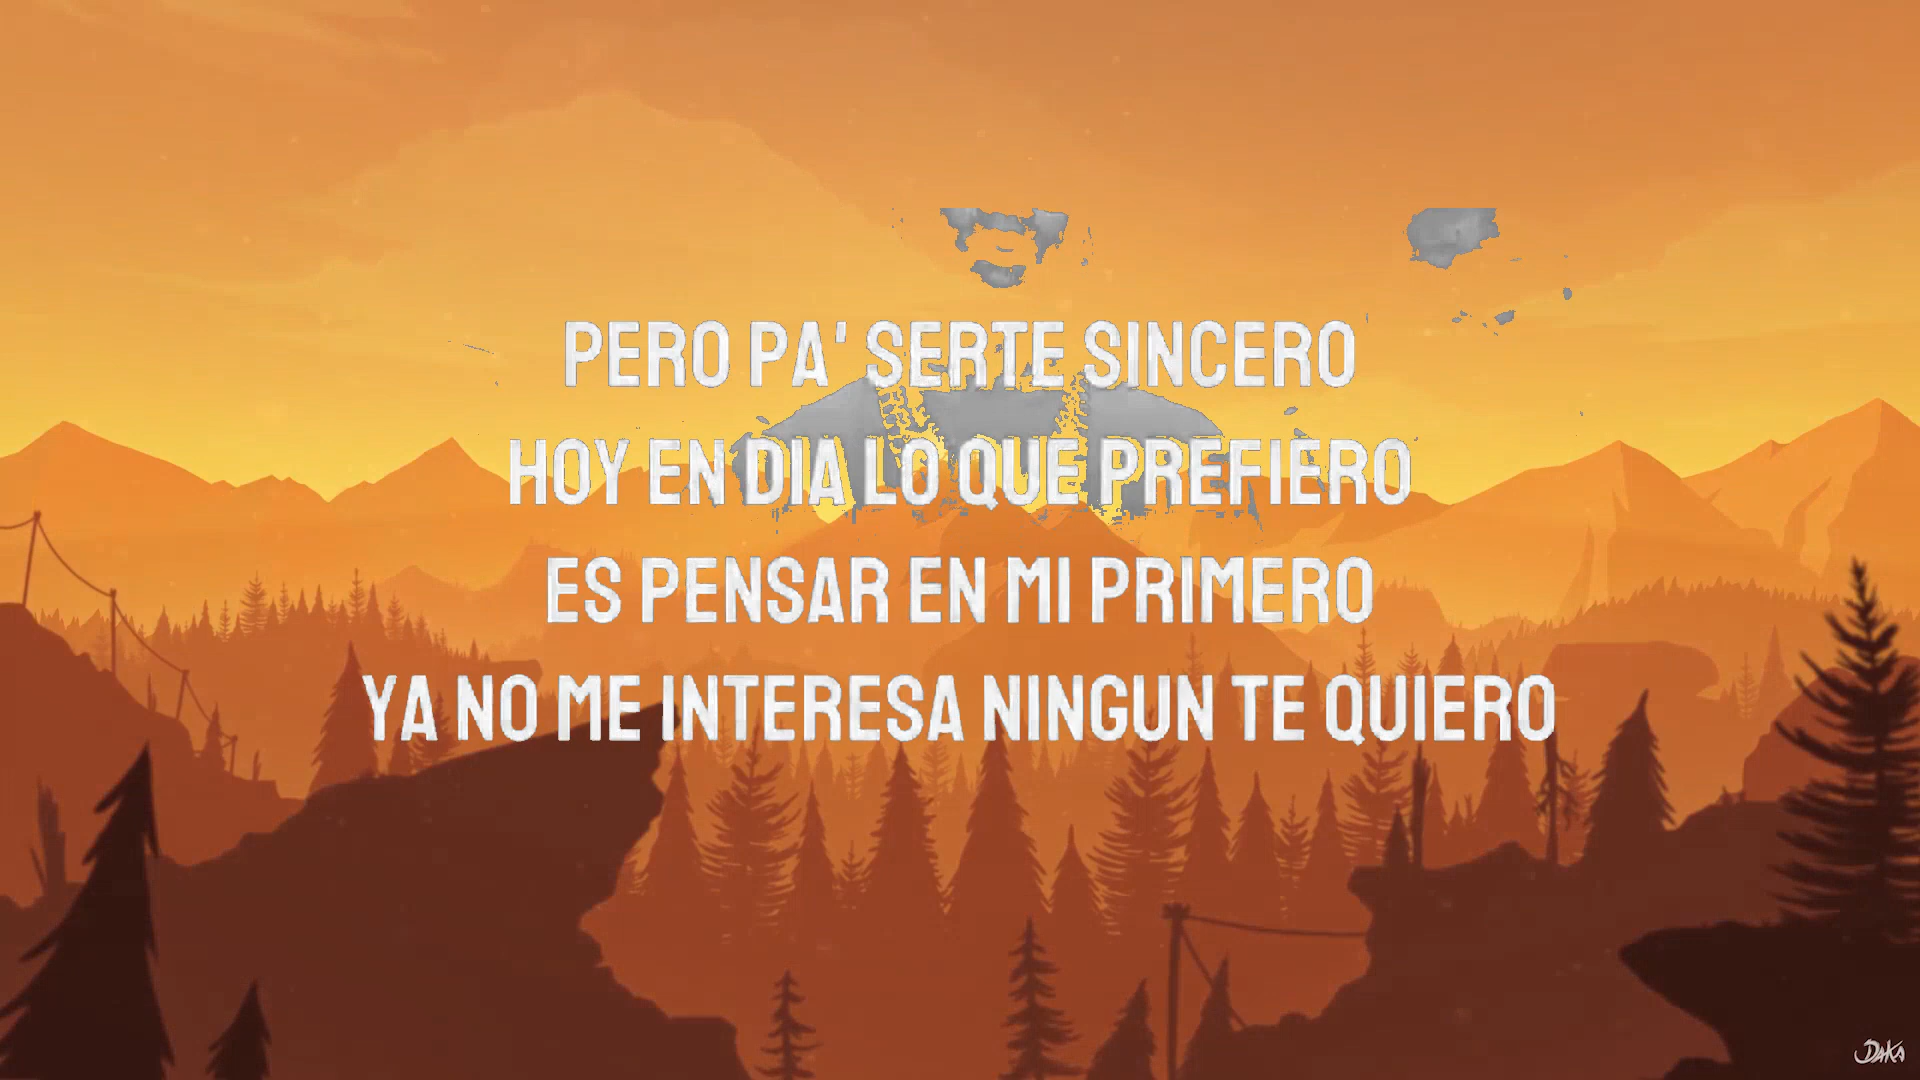 PERO PA' SERTE SINCERO
HOY EN DIA LO QUE PREFIERO
ES PENSAR EN MI PRIMERO
YA NO ME INTERESA NINGUN TE QUIERO
DAKA